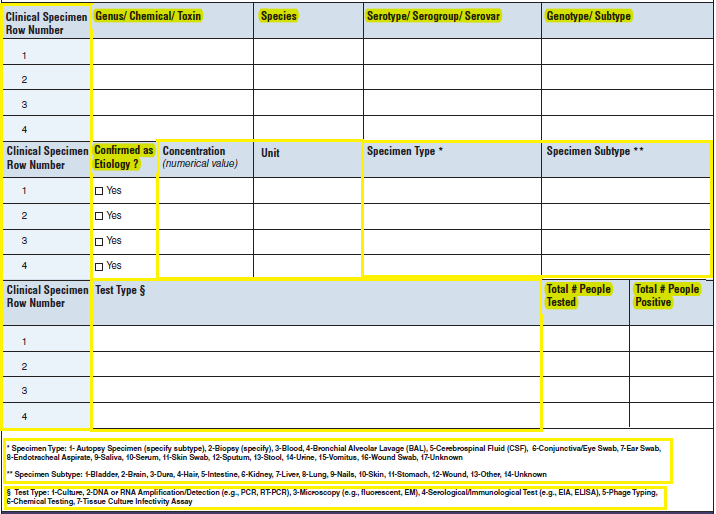 Clinical Specimen Row Number Genus/ Chemical/ Toxin Species Serotype/ Serogroup/ Serovar Genotype/ Subtype
1
2
3
4
Clinical Specimen Row Number Confirmed as Etiology ? Concentration (numerical value) Unit Specimen Type * Specimen Subtype **
1 Yes
2 Yes
3 Yes
4 Yes
Clinical Specimen Row Number Test Type § Total # People Tested Total # People Positive
1
2
3
4
* Specimen Type: 1- Autopsy Specimen (specify subtype), 2-Biopsy (specify), 3-Blood, 4-Bronchial Alveolar Lavage (BAL), 5-Cerebrospinal Fluid (CSF), 6-Conjunctiva/Eye Swab, 7-Ear Swab,
8-Endotracheal Aspirate, 9-Saliva, 10-Serum, 11-Skin Swab, 12-Sputum, 13-Stool, 14-Urine, 15-Vomitus, 16-Wound Swab, 17-Unknown
** Specimen Subtype: 1-Bladder, 2-Brain, 3-Dura, 4-Hair, 5-Intestine, 6-Kidney, 7-Liver, 8-Lung, 9-Nails, 10-Skin, 11-Stomach, 12-Wound, 13-Other, 14-Unknown
§ Test Type: 1-Culture, 2-DNA or RNA Amplification/Detection (e.g., PCR, RT-PCR), 3-Microscopy (e.g., fluorescent, EM), 4-Serological/Immunological Test (e.g., EIA, ELISA), 5-Phage Typing,
6-Chemical Testing, 7-Tissue Culture Infectivity Assay